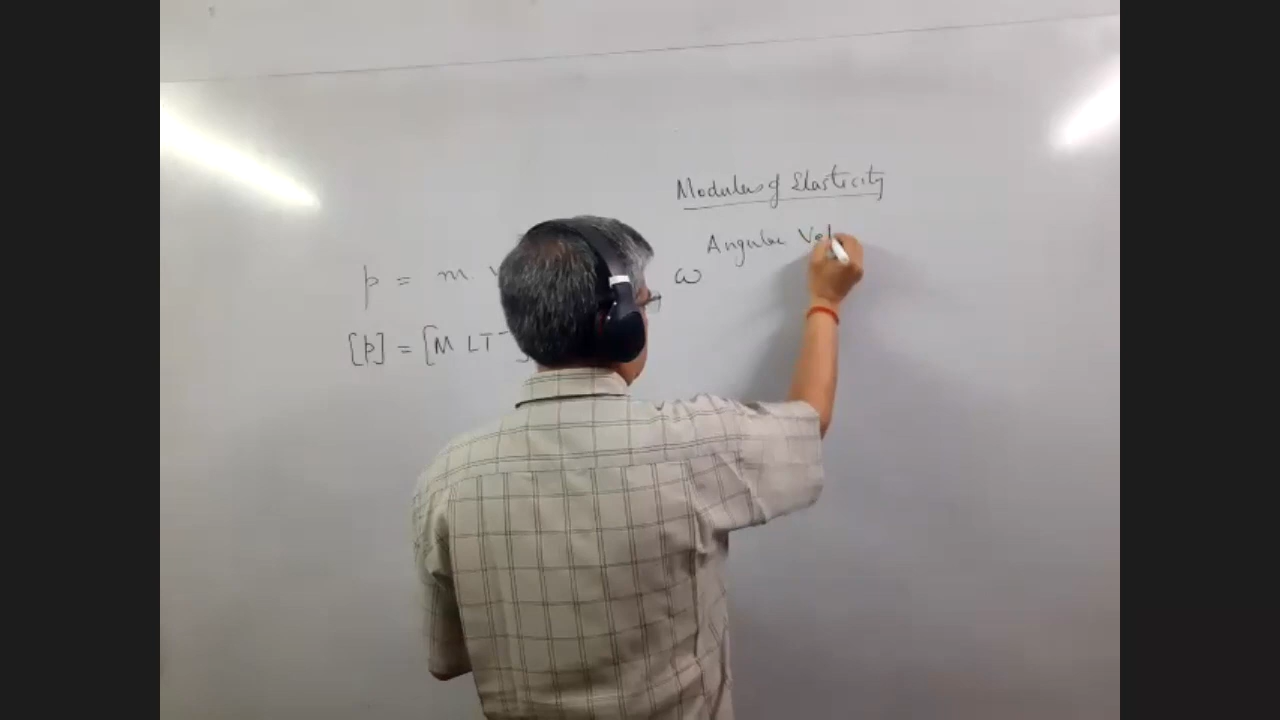 Modulus of Elasticity
Angular Vel
p = m. v
ω
[p] = [M LT⁻